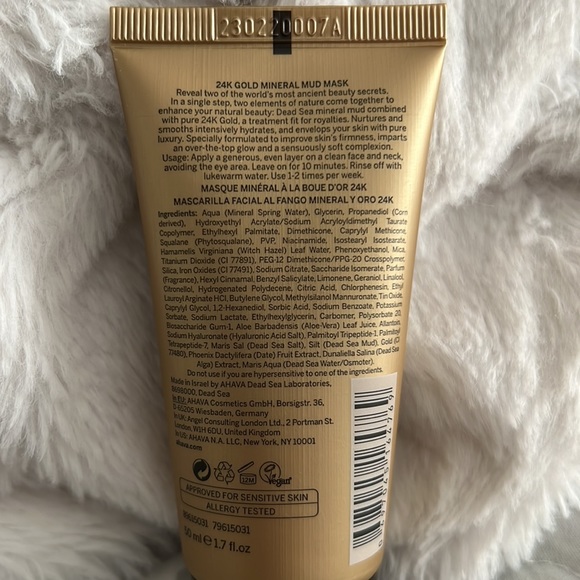 230220007A
24K GOLD MINERAL MUD MASK
Reveal two of the world's most ancient beauty secrets.
In a single step, two elements of nature come together to
enhance your natural beauty: Dead Sea mineral mud combined
with pure 24K Gold, a treatment fit for royalties. Nurtures and
smooths intensively hydrates, and envelops your skin with pure
luxury. Specially formulated to improve skin's firmness, imparts
an over-the-top glow and a sensuously soft complexion.
Usage: Apply a generous, even layer on a clean face and neck,
avoiding the eye area. Leave on for 10 minutes. Rinse off with
lukewarm water. Use 1-2 times per week.
MASQUE MINÉRAL À LA BOUE D'OR 24K
MASCARILLA FACIAL AL FANGO MINERAL Y ORO 24K
Ingredients: Aqua (Mineral Spring Water), Glycerin, Propanediol (Corn
derived), Hydroxyethyl Acrylate/Sodium Acryloyldimethyl Taurate
Copolymer, Ethylhexyl Palmitate, Dimethicone, Caprylyl Methicone,
Squalane (Phytosqualane), PVP, Niacinamide, Isostearyl Isostearate,
Hamamelis Virginiana (Witch Hazel) Leaf Water, Phenoxyethanol, Mica,
Titanium Dioxide (CI 77891), PEG-12 Dimethicone/PPG-20 Crosspolymer,
Silica, Iron Oxides (CI 77491), Sodium Citrate, Saccharide Isomerate, Parfum
(Fragrance), Hexyl Cinnamal, Benzyl Salicylate, Limonene, Geraniol, Linalool,
Citronellol, Hydrogenated Polydecene, Citric Acid, Chlorphenesin, Ethyl
Lauroyl Arginate HCl, Butylene Glycol, Methylsilanol Mannuronate, Tin Oxide,
Caprylyl Glycol, 1,2-Hexanediol, Sorbic Acid, Sodium Benzoate, Potassium
Sorbate, Sodium Lactate, Ethylhexylglycerin, Carbomer, Polysorbate 20,
Biosaccharide Gum-1, Aloe Barbadensis (Aloe-Vera) Leaf Juice, Allantoin,
Sodium Hyaluronate (Hyaluronic Acid Salt), Palmitoyl Tripeptide-1, Palmitoyl
Tetrapeptide-7, Maris Sal (Dead Sea Salt), Silt (Dead Sea Mud), Gold (CI
77480), Phoenix Dactylifera (Date) Fruit Extract, Dunaliella Salina (Dead Sea
Alga) Extract, Maris Aqua (Dead Sea Water/Osmoter).
Do not use if you are hypersensitive to one of the ingredients.
Made in Israel by AHAVA Dead Sea Laboratories,
8698000, Dead Sea
In EU: AHAVA Cosmetics GmbH, Borsigstr. 36,
D-65205 Wiesbaden, Germany
In UK: Angel Consulting London Ltd., 2 Portman St.
London, W1H 6DU, United Kingdom
In US: AHAVA N.A. LLC, New York, NY 10001
ahava.com
12M
Vegan
APPROVED FOR SENSITIVE SKIN
ALLERGY TESTED
79615031
50 ml e 1.7 fl.oz